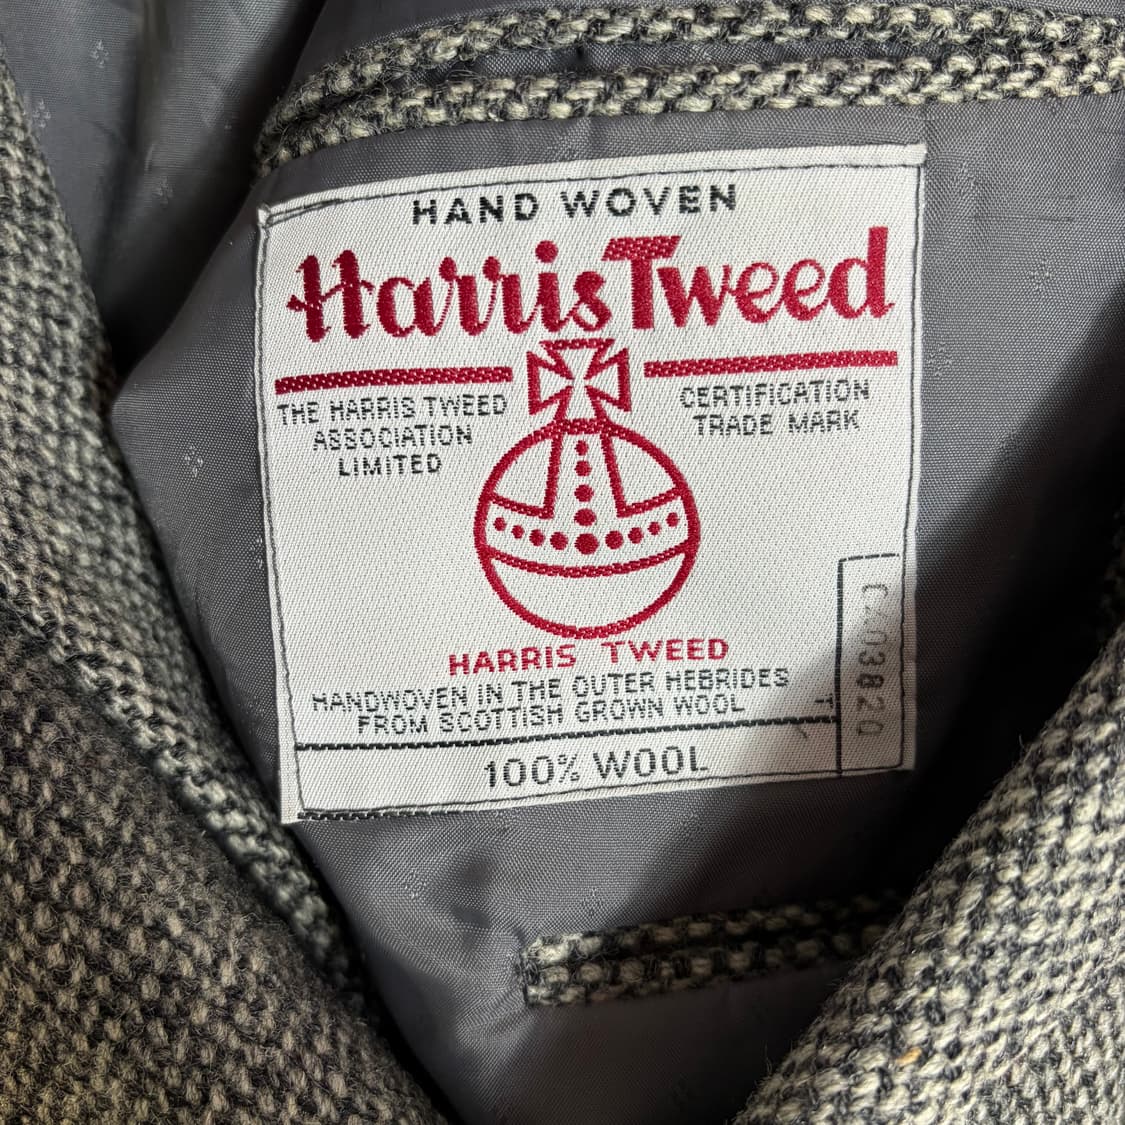 HAND WOVEN
Harris Tweed
THE HARRIS TWEED
ASSOCIATION
LIMITED
CERTIFICATION
TRADE MARK
HARRIS TWEED
HANDWOVEN IN THE OUTER HEBRIDES
FROM SCOTTISH GROWN WOOL
T
100% WOOL